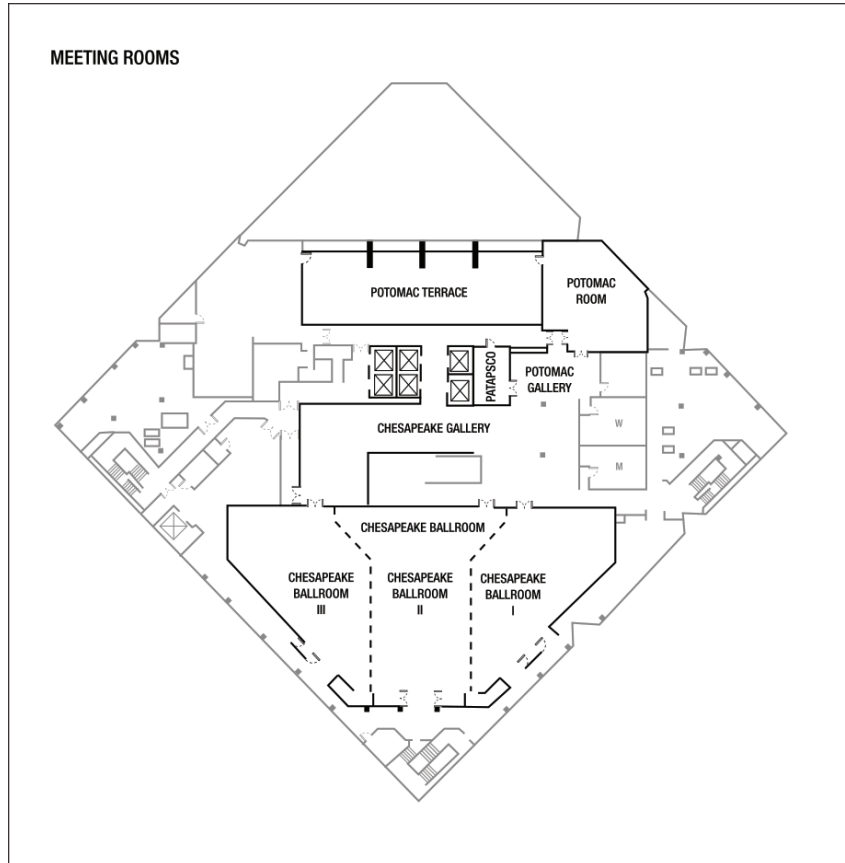 MEETING ROOMS
POTOMAC TERRACE
POTOMAC
ROOM
PATAPSCO
POTOMAC
GALLERY
CHESAPEAKE GALLERY
W
M
CHESAPEAKE BALLROOM
CHESAPEAKE
BALLROOM
III
CHESAPEAKE
BALLROOM
II
CHESAPEAKE
BALLROOM
I